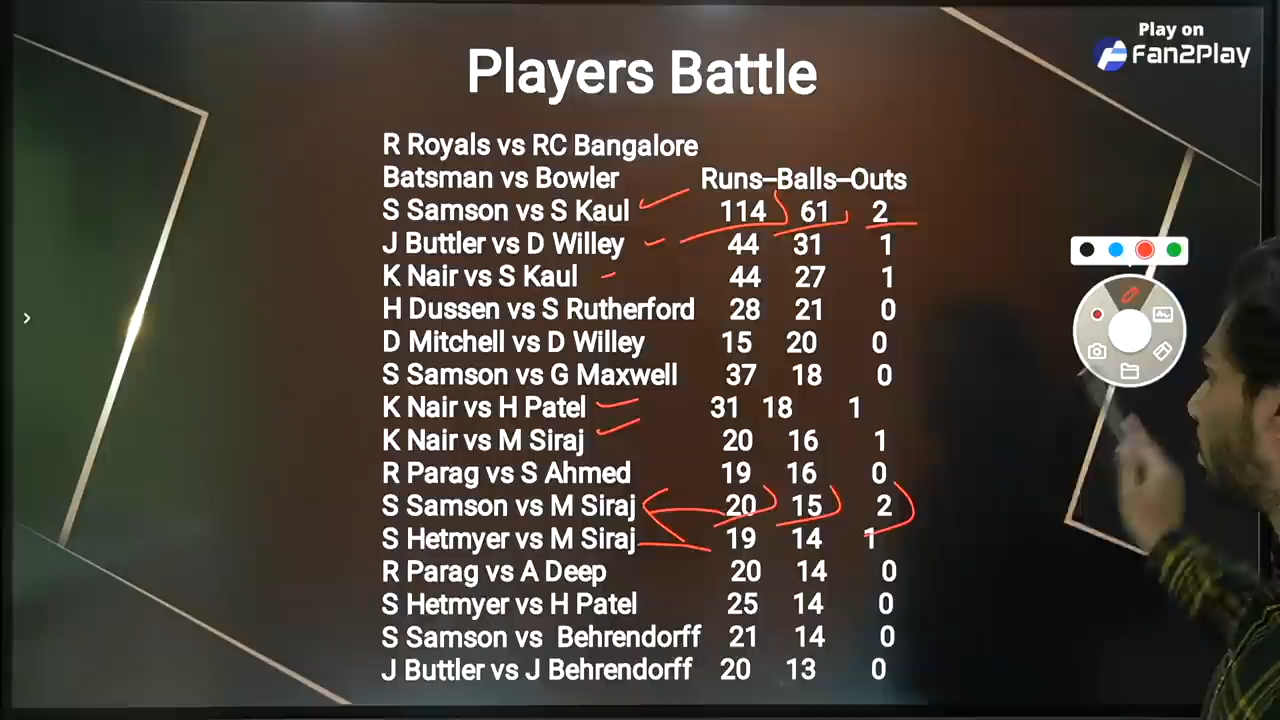 Play on
Fan2Play
Players Battle
R Royals vs RC Bangalore
Batsman vs Bowler Runs–Balls–Outs
S Samson vs S Kaul 114 61 2
J Buttler vs D Willey 44 31 1
K Nair vs S Kaul 44 27 1
H Dussen vs S Rutherford 28 21 0
D Mitchell vs D Willey 15 20 0
S Samson vs G Maxwell 37 18 0
K Nair vs H Patel 31 18 1
K Nair vs M Siraj 20 16 1
R Parag vs S Ahmed 19 16 0
S Samson vs M Siraj 20 15 2
S Hetmyer vs M Siraj 19 14 1
R Parag vs A Deep 20 14 0
S Hetmyer vs H Patel 25 14 0
S Samson vs Behrendorff 21 14 0
J Buttler vs J Behrendorff 20 13 0